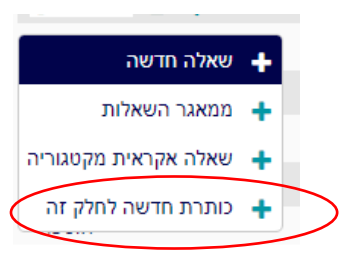 שאלה חדשה
ממאגר השאלות
שאלה אקראית מקטגוריה
כותרת חדשה לחלק זה